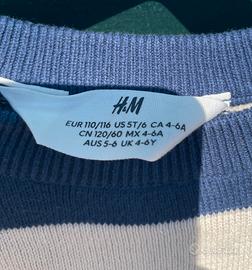 H&M
EUR 110/116 US 5T/6 CA 4-6A
CN 120/60 MX 4-6A
AUS 5-6 UK 4-6Y